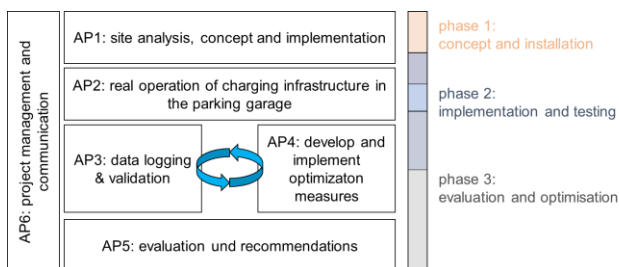 AP6: project management and
communication
AP1: site analysis, concept and implementation
AP2: real operation of charging infrastructure in
the parking garage
AP3: data logging
& validation
AP4: develop and
implement
optimizaton
measures
AP5: evaluation und recommendations
phase 1:
concept and installation
phase 2:
implementation and testing
phase 3:
evaluation and optimisation